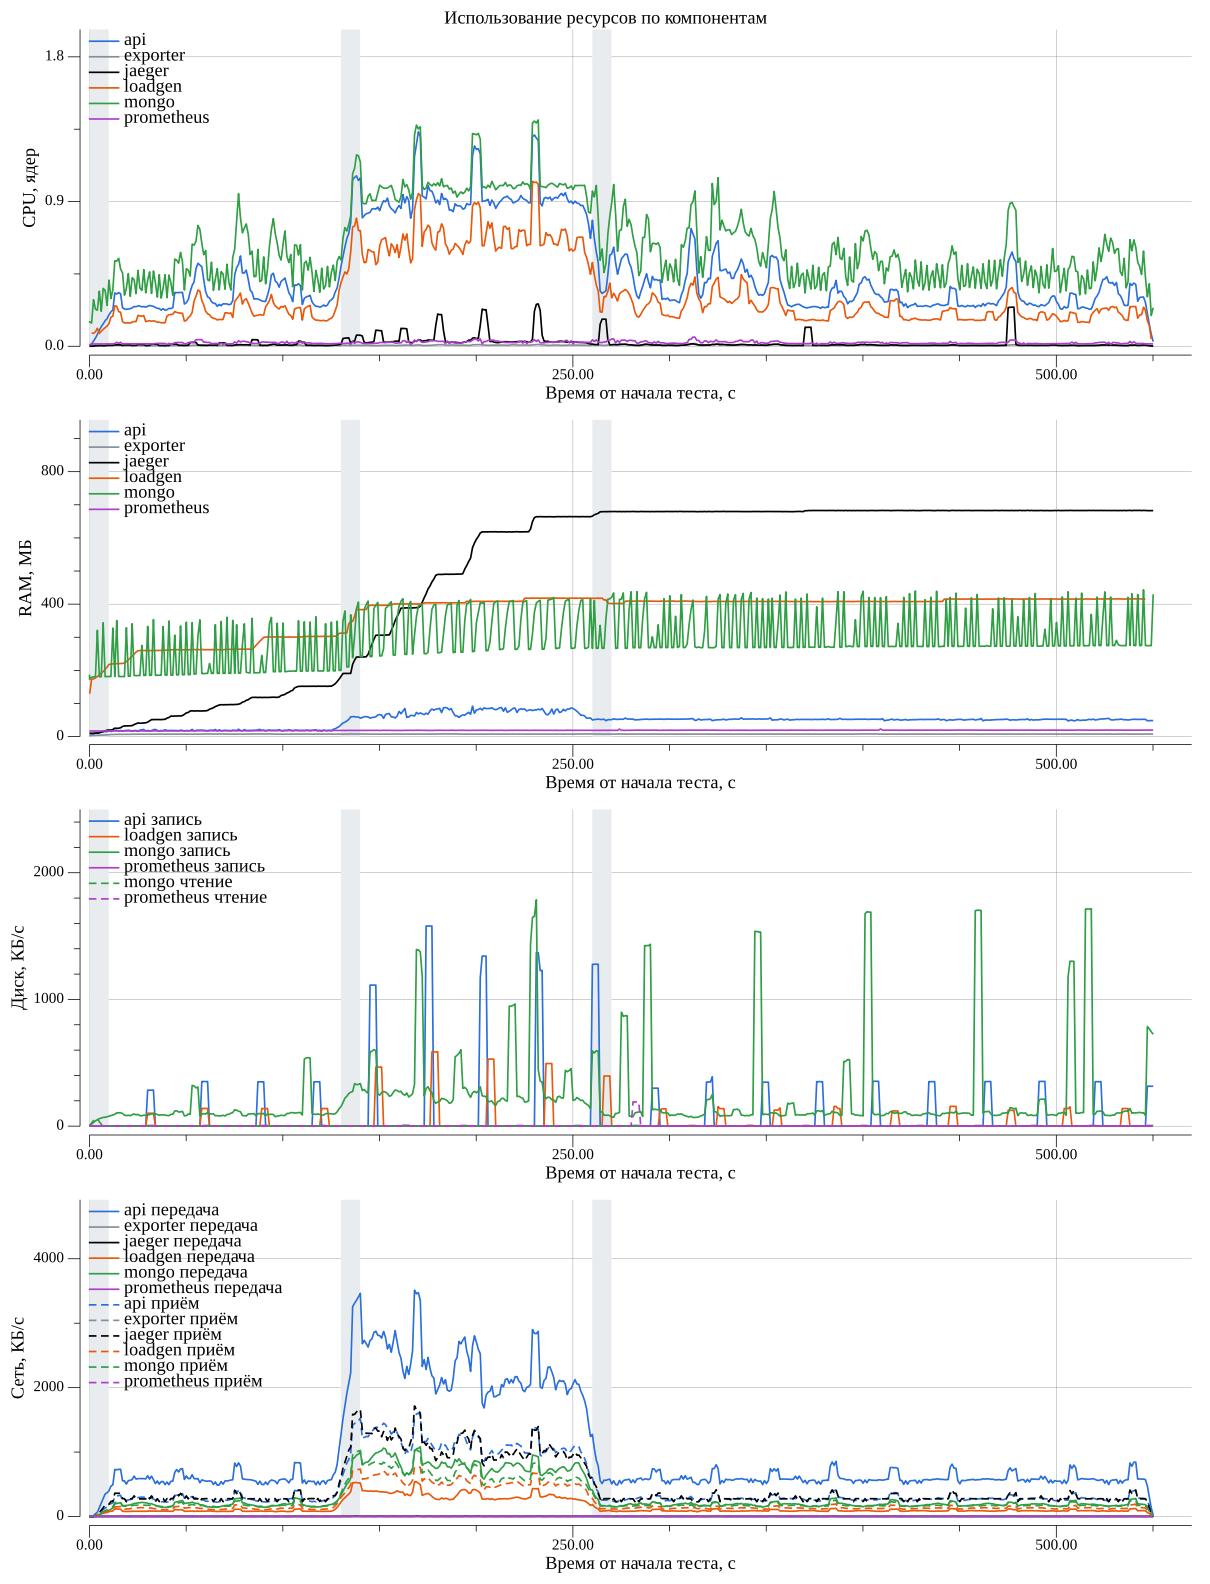 Использование ресурсов по компонентам
api
exporter
jaeger
loadgen
mongo
prometheus
1.8
0.9
0.0
CPU, ядер
0.00
250.00
500.00
Время от начала теста, с
api
exporter
jaeger
loadgen
mongo
prometheus
800
400
0
RAM, МБ
0.00
250.00
500.00
Время от начала теста, с
api запись
loadgen запись
mongo запись
prometheus запись
mongo чтение
prometheus чтение
2000
1000
0
Диск, КБ/с
0.00
250.00
500.00
Время от начала теста, с
api передача
exporter передача
jaeger передача
loadgen передача
mongo передача
prometheus передача
api приём
exporter приём
jaeger приём
loadgen приём
mongo приём
prometheus приём
4000
2000
0
Сеть, КБ/с
0.00
250.00
500.00
Время от начала теста, с